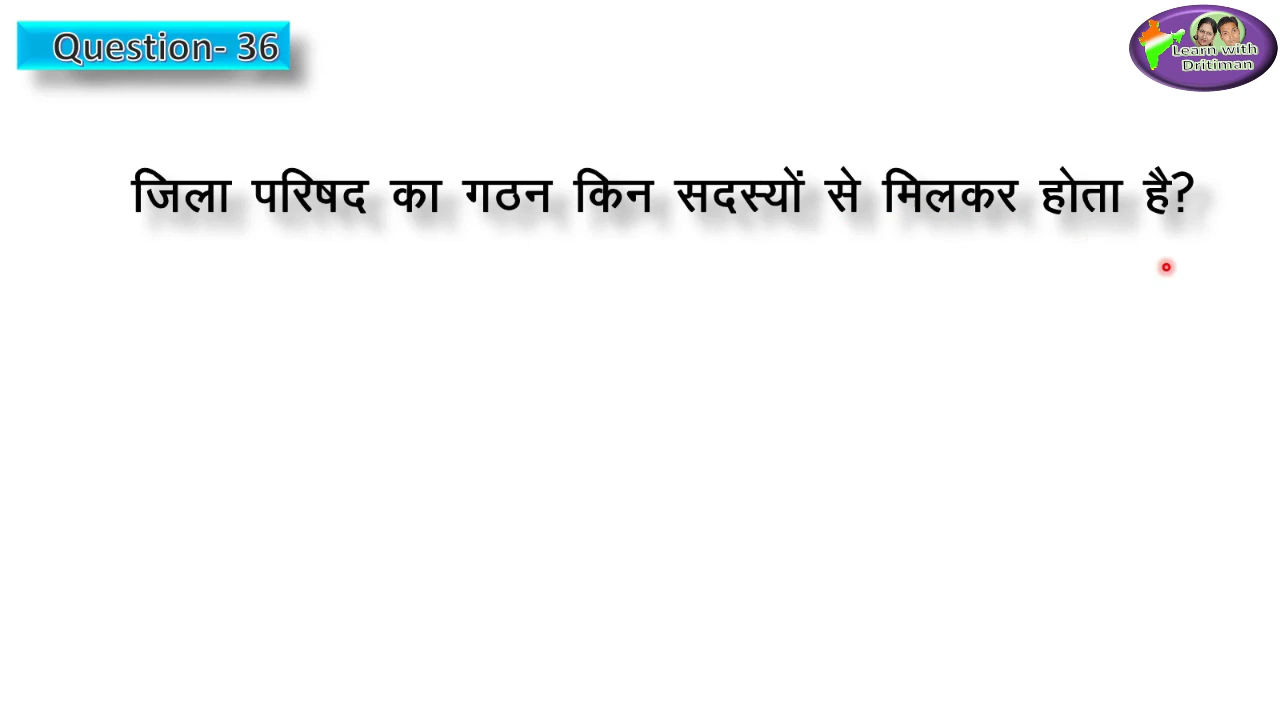 Question- 36
Learn with
Dritiman
जिला परिषद का गठन किन सदस्यों से मिलकर होता है?